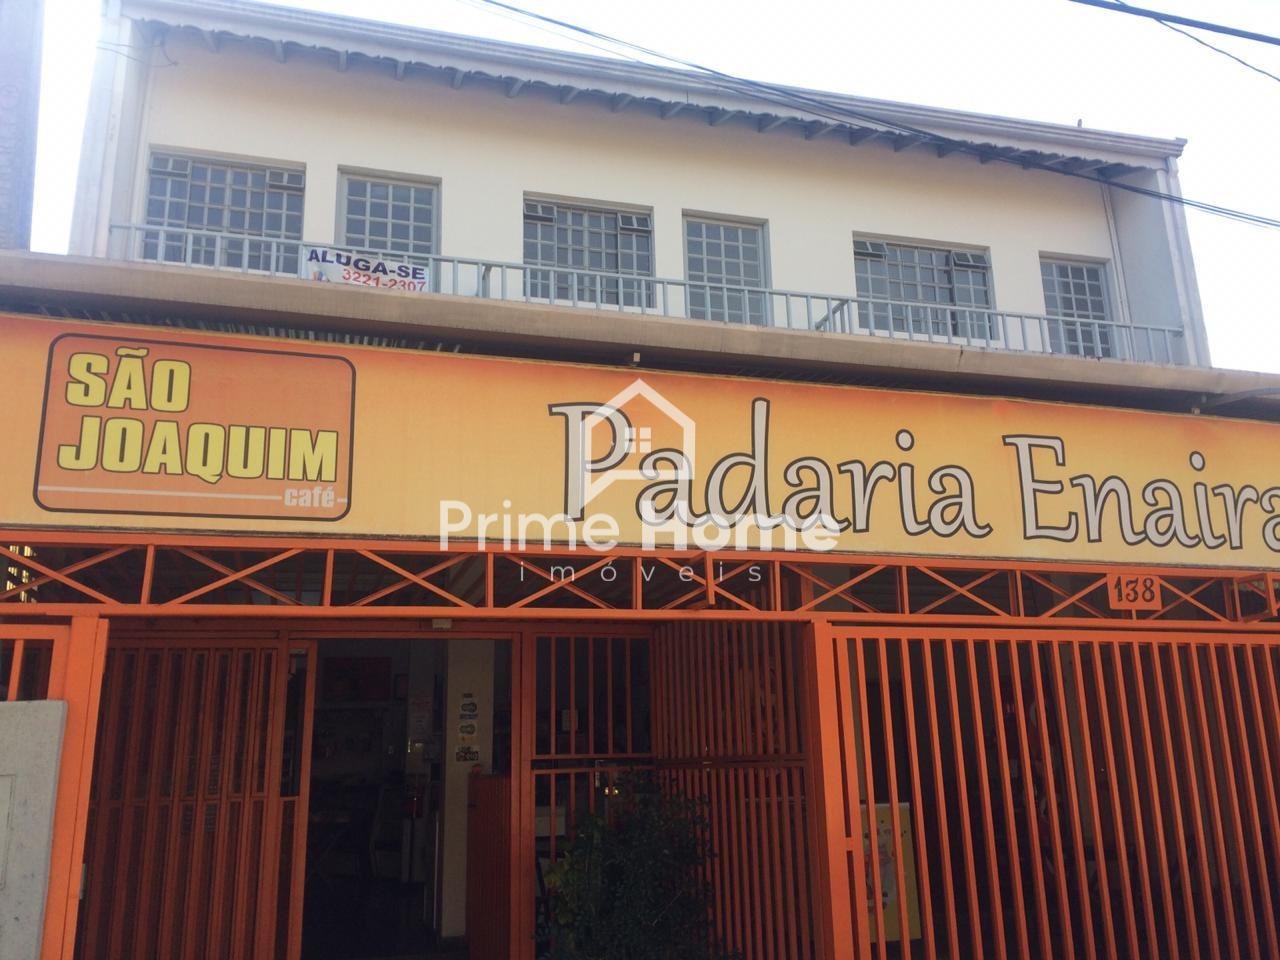 ALUGA-SE
3221-2307
SÃO
JOAQUIM
café
Padaria Enaira
Prime Home
imóveis
138